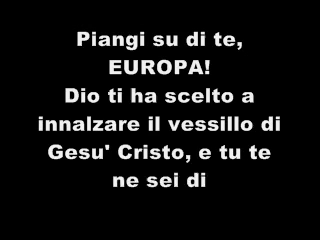 Piangi su di te,
EUROPA!
Dio ti ha scelto a
innalzare il vessillo di
Gesu' Cristo, e tu te
ne sei di